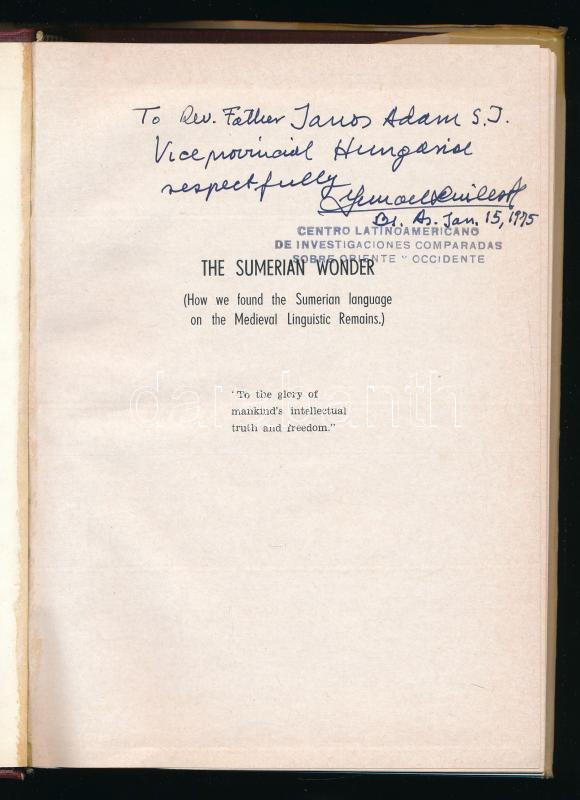 To Rev. Father Janos Adam S.J.
Viceprovincial Hungariae
respectfully
Bs. As. Jan. 15, 1975
CENTRO LATINOAMERICANO
DE INVESTIGACIONES COMPARADAS
SOBRE ORIENTE Y OCCIDENTE
THE SUMERIAN WONDER
(How we found the Sumerian language
on the Medieval Linguistic Remains.)
"To the glory of
mankind's intellectual
truth and freedom."
darabanth